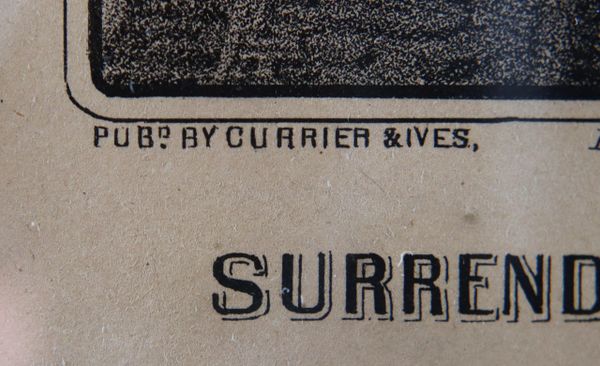 PUBD. BY CURRIER & IVES,
SURREND